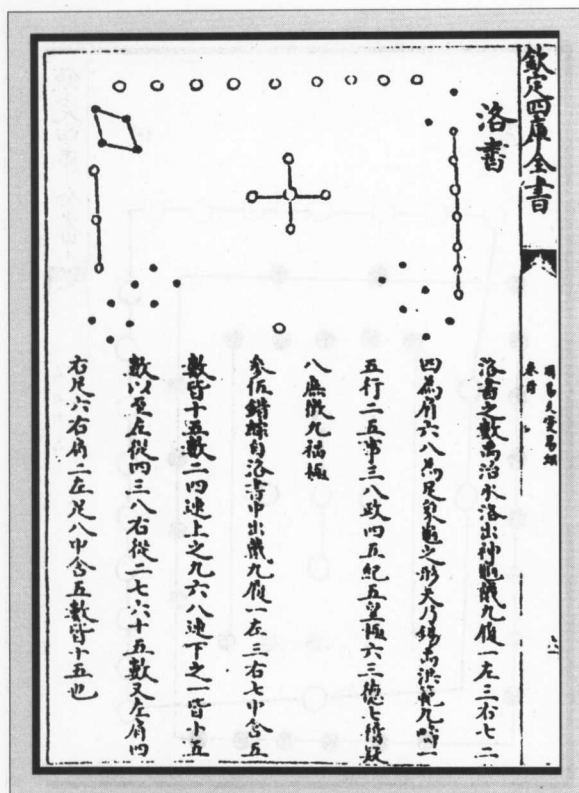 欽定四庫全書
洛書
洛書之數禹治水洛出神龜戴九履一左三右七二
四為肩六八為足象龜之形天乃錫禹洪範九疇一
五行二五事三八政四五紀五皇極六三德七稽疑
八庶徵九福極
參伍錯綜自洛書中出戴九履一左三右七中含五
數皆十五數二四連上之九六八連下之一皆十五
數以至左從四三八右從二七六十五數又左肩四
右足六右肩二左足八中含五數皆十五也